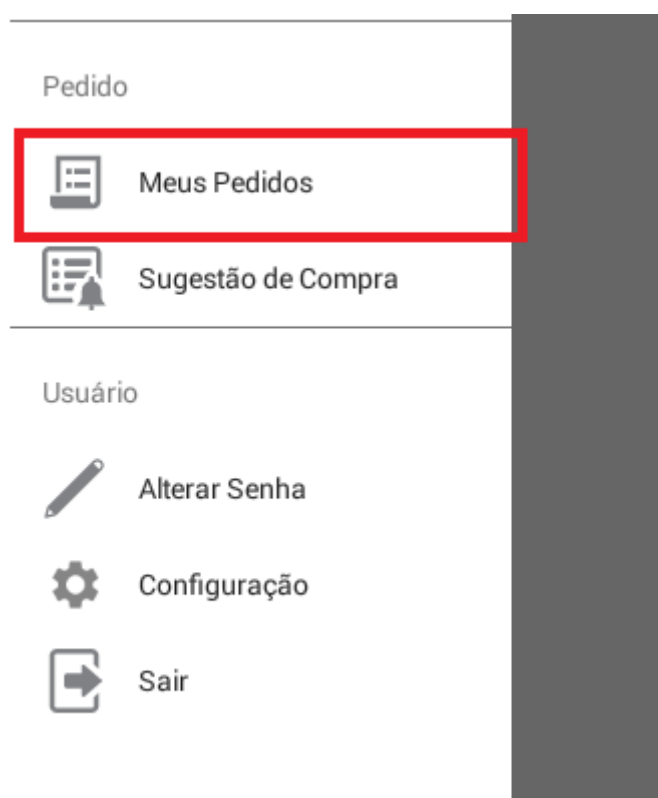 Pedido
Meus Pedidos
Sugestão de Compra
Usuário
Alterar Senha
Configuração
Sair